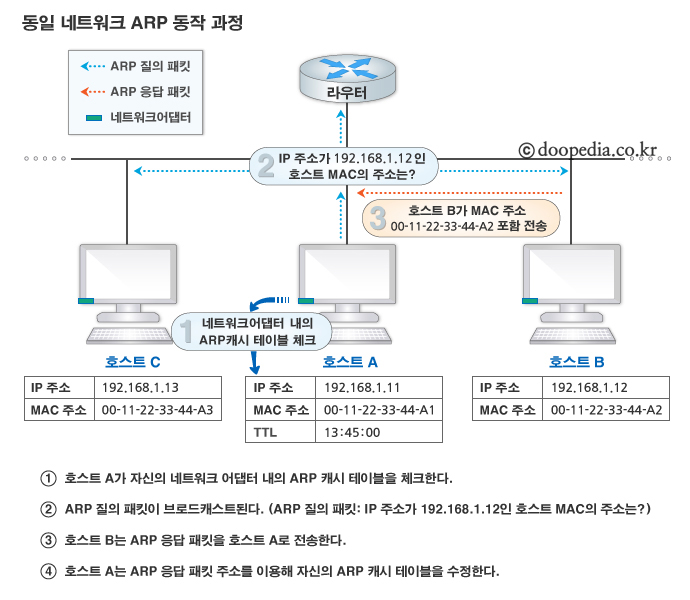 동일 네트워크 ARP 동작 과정
ARP 질의 패킷
ARP 응답 패킷
네트워크어댑터
라우터
ⓒdoopedia.co.kr
2 IP 주소가 192.168.1.12인
호스트 MAC의 주소는?
3 호스트 B가 MAC 주소
00-11-22-33-44-A2 포함 전송
1 네트워크어댑터 내의
ARP캐시 테이블 체크
호스트 C
IP 주소 192.168.1.13
MAC 주소 00-11-22-33-44-A3
호스트 A
IP 주소 192.168.1.11
MAC 주소 00-11-22-33-44-A1
TTL 13:45:00
호스트 B
IP 주소 192.168.1.12
MAC 주소 00-11-22-33-44-A2
① 호스트 A가 자신의 네트워크 어댑터 내의 ARP 캐시 테이블을 체크한다.
② ARP 질의 패킷이 브로드캐스트된다. (ARP 질의 패킷: IP 주소가 192.168.1.12인 호스트 MAC의 주소는?)
③ 호스트 B는 ARP 응답 패킷을 호스트 A로 전송한다.
④ 호스트 A는 ARP 응답 패킷 주소를 이용해 자신의 ARP 캐시 테이블을 수정한다.